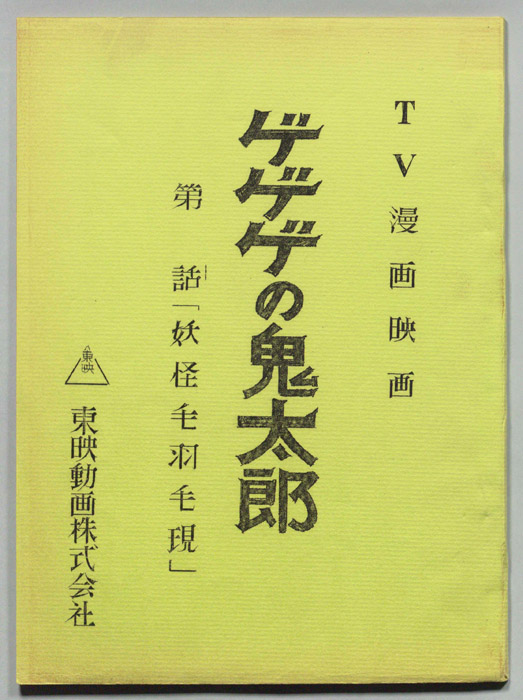 TV漫画映画
ゲゲゲの鬼太郎
第 話「妖怪毛羽毛現」
東映
東映動画株式会社